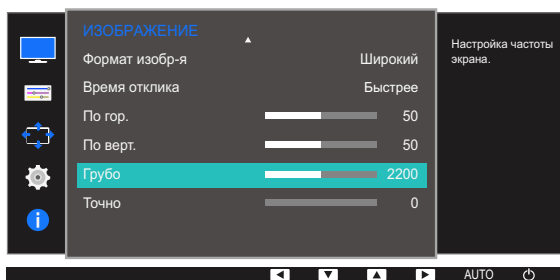 ИЗОБРАЖЕНИЕ
Формат изобр-я Широкий
Время отклика Быстрее
По гор. 50
По верт. 50
Грубо 2200
Точно 0
Настройка частоты
экрана.
AUTO